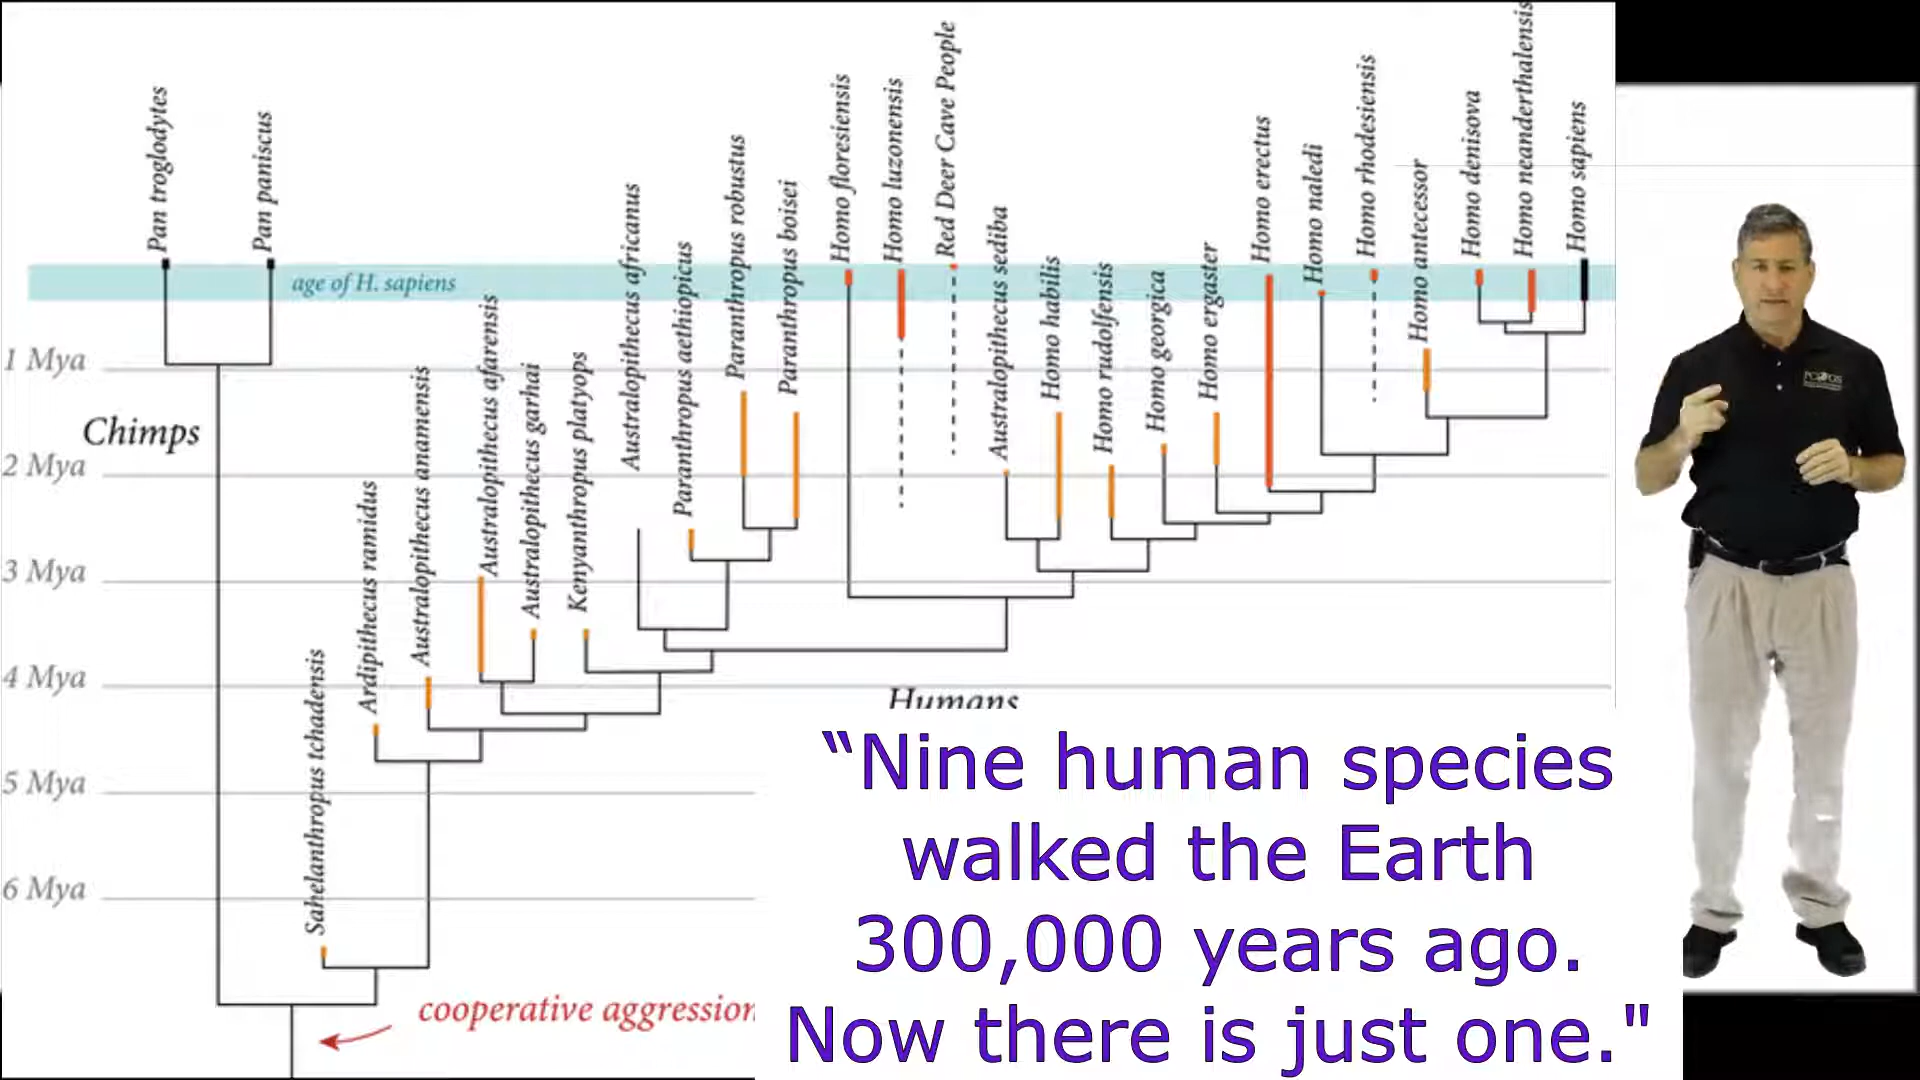 Pan troglodytes
Pan paniscus
age of H. sapiens
1 Mya
Chimps
2 Mya
3 Mya
4 Mya
5 Mya
6 Mya
Sahelanthropus tchadensis
Ardipithecus ramidus
Australopithecus anamensis
Australopithecus afarensis
Australopithecus garhai
Kenyanthropus platyops
Australopithecus africanus
Paranthropus aethiopicus
Paranthropus robustus
Paranthropus boisei
Homo floresiensis
Homo luzonensis
Red Deer Cave People
Australopithecus sediba
Homo habilis
Homo rudolfensis
Homo georgica
Homo ergaster
Homo erectus
Homo naledi
Homo rhodesiensis
Homo antecessor
Homo denisova
Homo neanderthalensis
Homo sapiens
Humans
cooperative aggression
“Nine human species
walked the Earth
300,000 years ago.
Now there is just one."